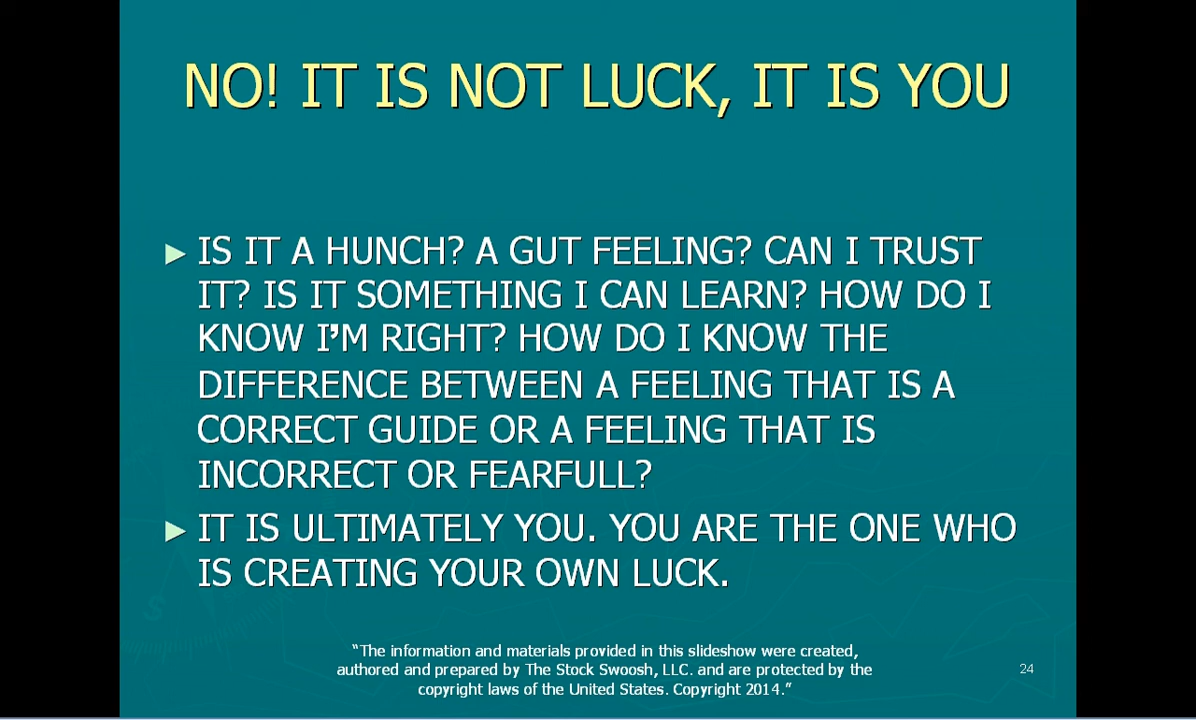 NO! IT IS NOT LUCK, IT IS YOU
► IS IT A HUNCH? A GUT FEELING? CAN I TRUST
IT? IS IT SOMETHING I CAN LEARN? HOW DO I
KNOW I'M RIGHT? HOW DO I KNOW THE
DIFFERENCE BETWEEN A FEELING THAT IS A
CORRECT GUIDE OR A FEELING THAT IS
INCORRECT OR FEARFULL?
► IT IS ULTIMATELY YOU. YOU ARE THE ONE WHO
IS CREATING YOUR OWN LUCK.
S
“The information and materials provided in this slideshow were created,
authored and prepared by The Stock Swoosh, LLC. and are protected by the
copyright laws of the United States. Copyright 2014.”
24